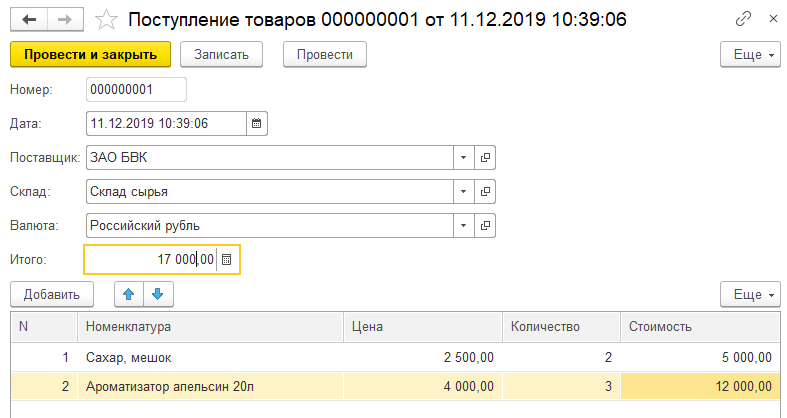 Поступление товаров 000000001 от 11.12.2019 10:39:06
Провести и закрыть Записать Провести Еще
Номер: 000000001
Дата: 11.12.2019 10:39:06
Поставщик: ЗАО БВК
Склад: Склад сырья
Валюта: Российский рубль
Итого: 17 000,00
Добавить Еще
N Номенклатура Цена Количество Стоимость
1 Сахар, мешок 2 500,00 2 5 000,00
2 Ароматизатор апельсин 20л 4 000,00 3 12 000,00